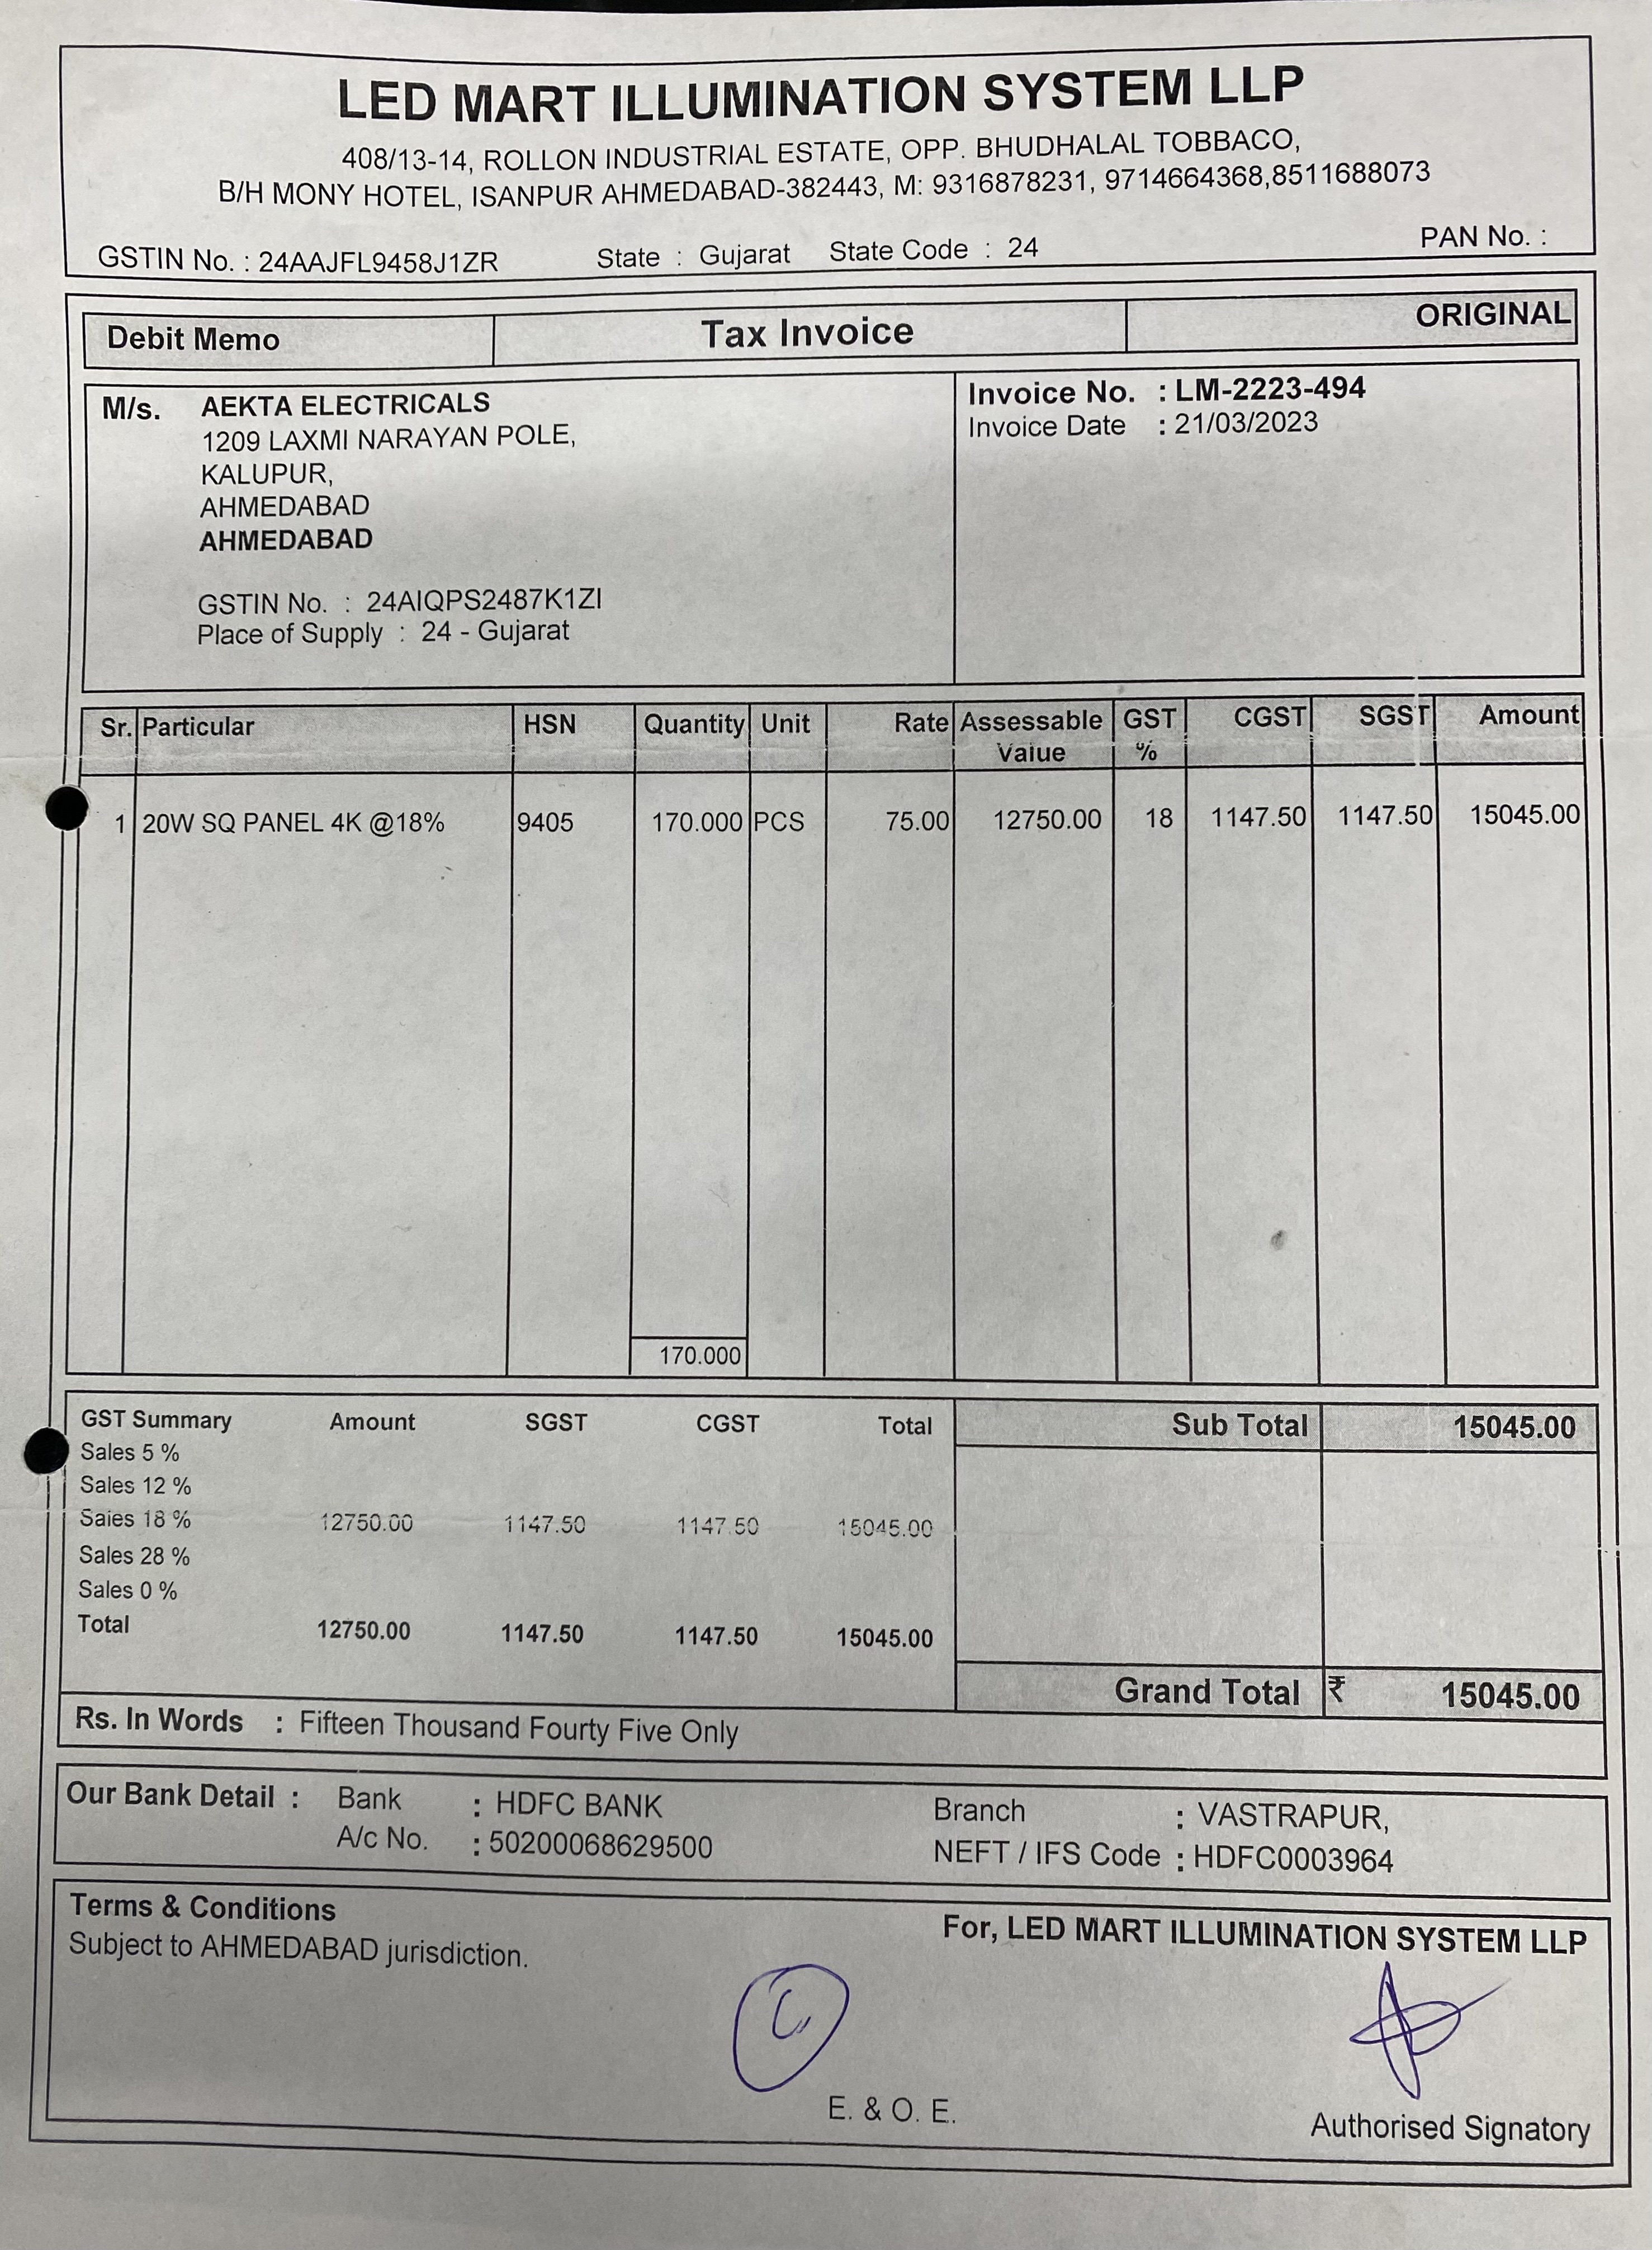 LED MART ILLUMINATION SYSTEM LLP
408/13-14, ROLLON INDUSTRIAL ESTATE, OPP. BHUDHALAL TOBBACO,
B/H MONY HOTEL, ISANPUR AHMEDABAD-382443, M: 9316878231, 9714664368,8511688073
GSTIN No. : 24AAJFL9458J1ZR State : Gujarat State Code : 24 PAN No. :
Debit Memo Tax Invoice ORIGINAL
M/s. AEKTA ELECTRICALS
1209 LAXMI NARAYAN POLE,
KALUPUR,
AHMEDABAD
AHMEDABAD
GSTIN No. : 24AIQPS2487K1ZI
Place of Supply : 24 - Gujarat
Invoice No. : LM-2223-494
Invoice Date : 21/03/2023
Sr. Particular HSN Quantity Unit Rate Assessable Value GST % CGST SGST Amount
1 20W SQ PANEL 4K @18% 9405 170.000 PCS 75.00 12750.00 18 1147.50 1147.50 15045.00
170.000
GST Summary Amount SGST CGST Total
Sales 5 %
Sales 12 %
Sales 18 % 12750.00 1147.50 1147.50 15045.00
Sales 28 %
Sales 0 %
Total 12750.00 1147.50 1147.50 15045.00
Sub Total 15045.00
Grand Total ₹ 15045.00
Rs. In Words : Fifteen Thousand Fourty Five Only
Our Bank Detail : Bank : HDFC BANK Branch : VASTRAPUR,
A/c No. : 50200068629500 NEFT / IFS Code : HDFC0003964
Terms & Conditions
Subject to AHMEDABAD jurisdiction.
For, LED MART ILLUMINATION SYSTEM LLP
E. & O. E.
Authorised Signatory